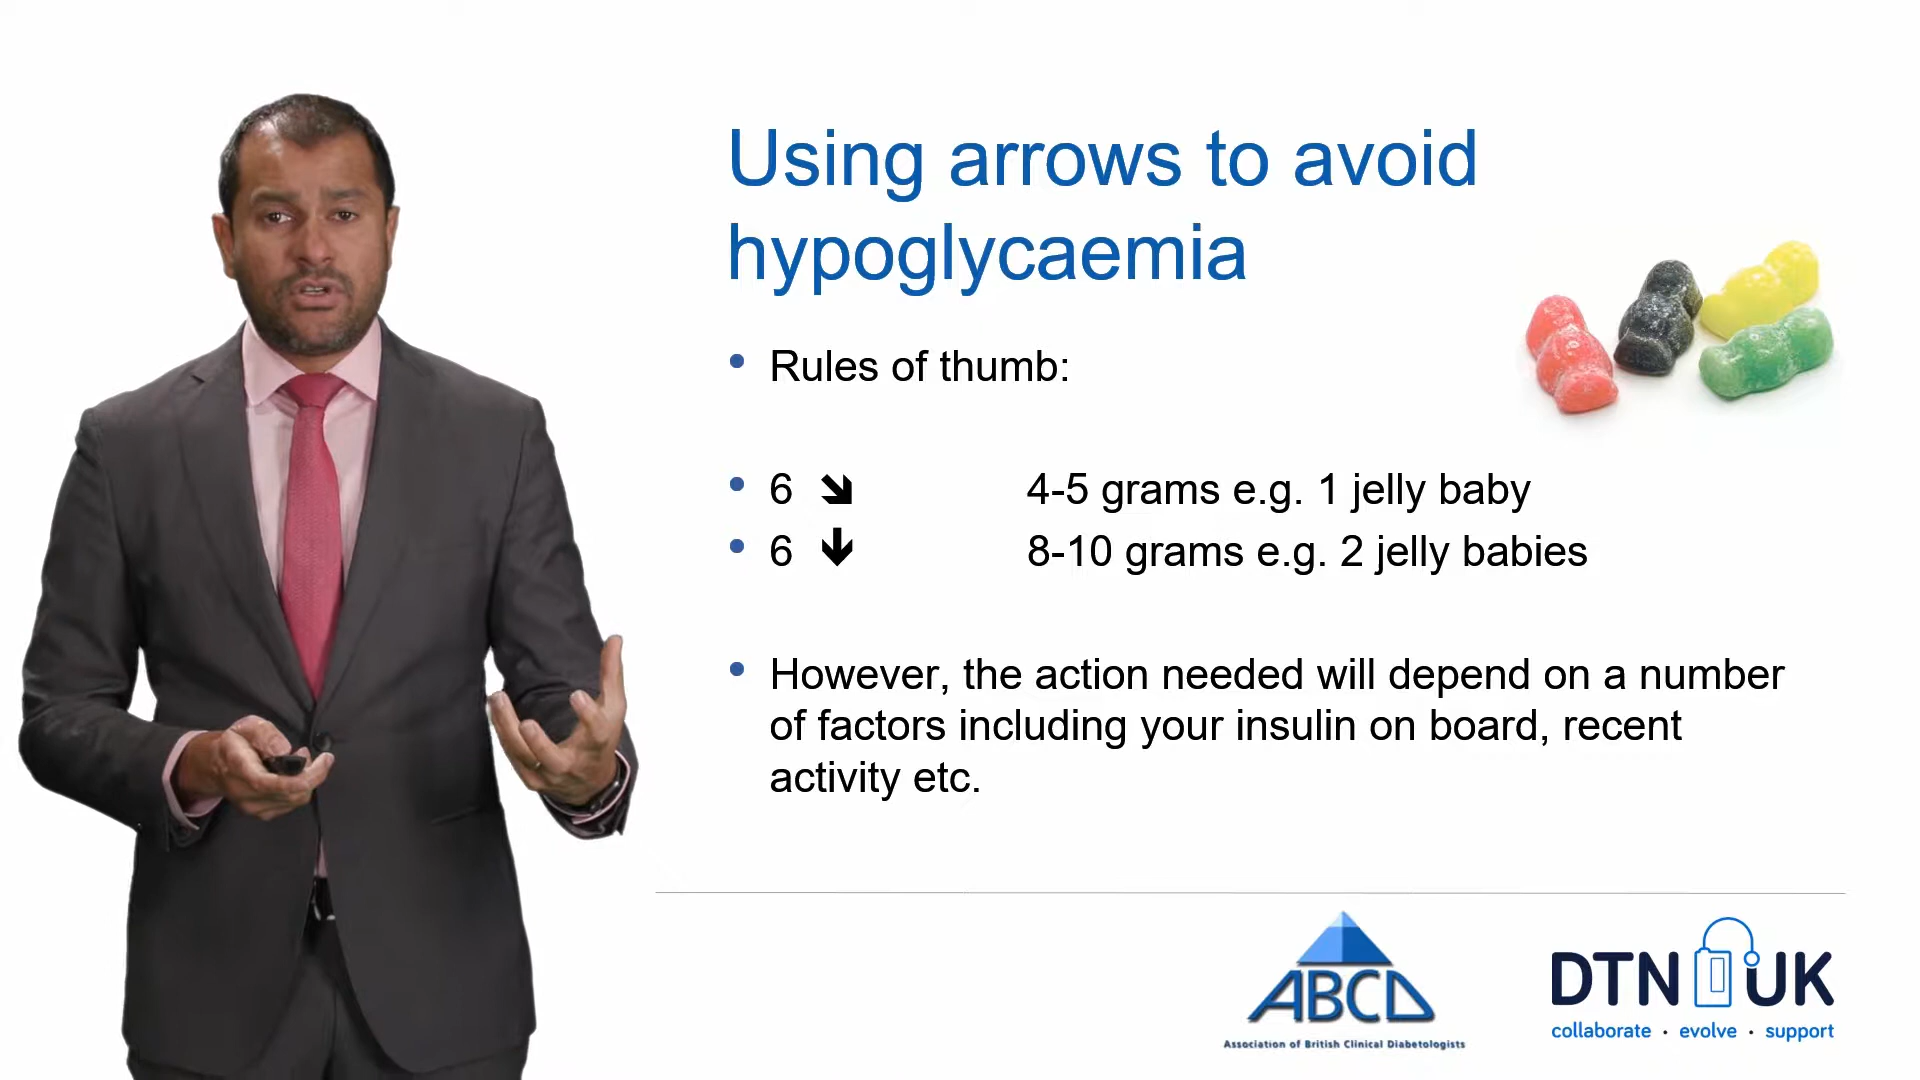 Using arrows to avoid
hypoglycaemia
• Rules of thumb:
• 6 ⬊ 4-5 grams e.g. 1 jelly baby
• 6 ⬇ 8-10 grams e.g. 2 jelly babies
• However, the action needed will depend on a number
of factors including your insulin on board, recent
activity etc.
ABCD
Association of British Clinical Diabetologists
DTN UK
collaborate · evolve · support